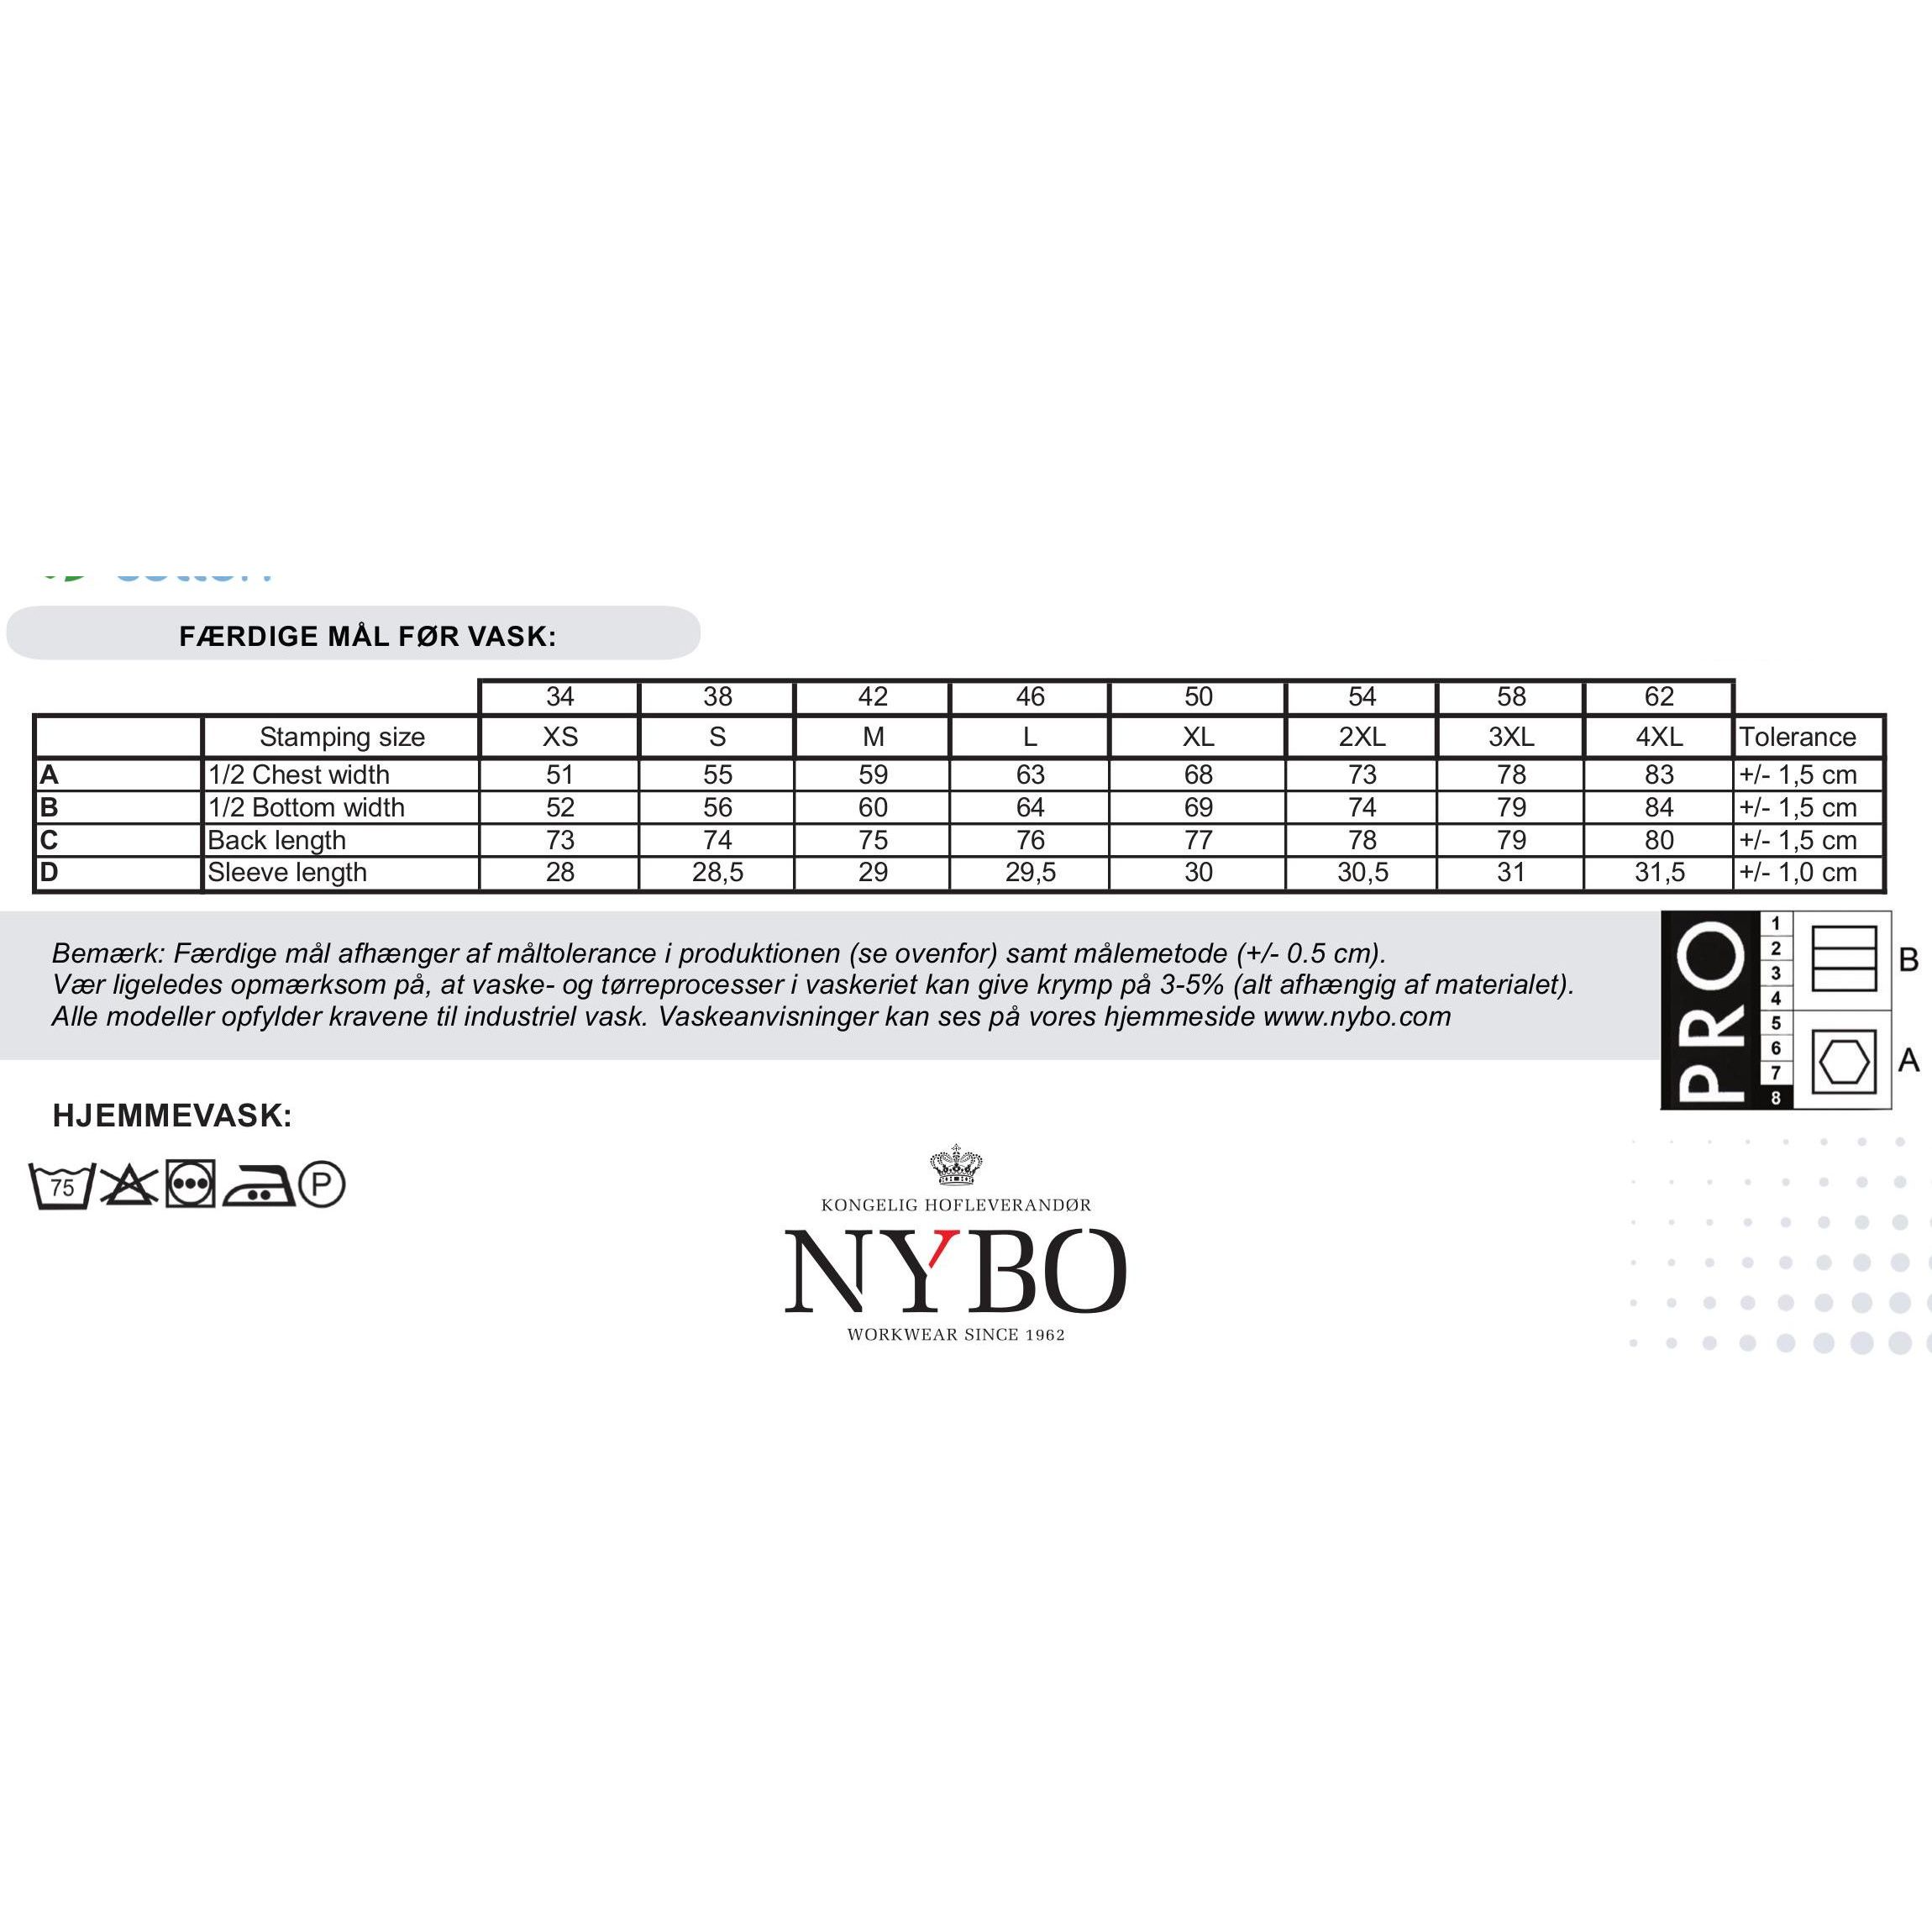 FÆRDIGE MÅL FØR VASK:
34 38 42 46 50 54 58 62
Stamping size XS S M L XL 2XL 3XL 4XL Tolerance
A 1/2 Chest width 51 55 59 63 68 73 78 83 +/- 1,5 cm
B 1/2 Bottom width 52 56 60 64 69 74 79 84 +/- 1,5 cm
C Back length 73 74 75 76 77 78 79 80 +/- 1,5 cm
D Sleeve length 28 28,5 29 29,5 30 30,5 31 31,5 +/- 1,0 cm
Bemærk: Færdige mål afhænger af måltolerance i produktionen (se ovenfor) samt målemetode (+/- 0.5 cm).
Vær ligeledes opmærksom på, at vaske- og tørreprocesser i vaskeriet kan give krymp på 3-5% (alt afhængig af materialet).
Alle modeller opfylder kravene til industriel vask. Vaskeanvisninger kan ses på vores hjemmeside www.nybo.com
PRO
1
2
3
4
5
6
7
8
B
A
HJEMMEVASK:
75
P
KONGELIG HOFLEVERANDØR
NYBO
WORKWEAR SINCE 1962